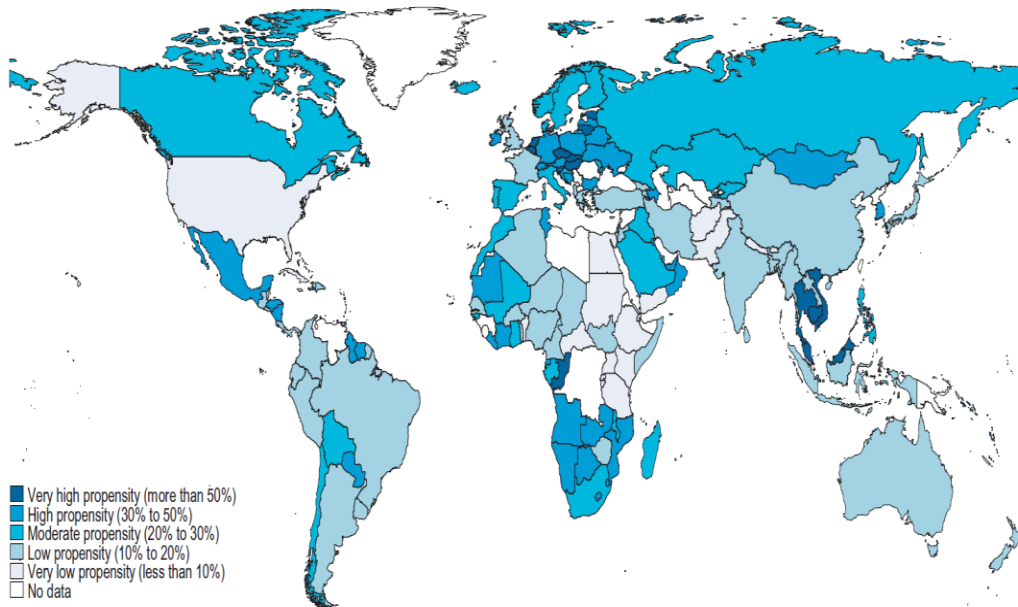 Very high propensity (more than 50%)
High propensity (30% to 50%)
Moderate propensity (20% to 30%)
Low propensity (10% to 20%)
Very low propensity (less than 10%)
No data